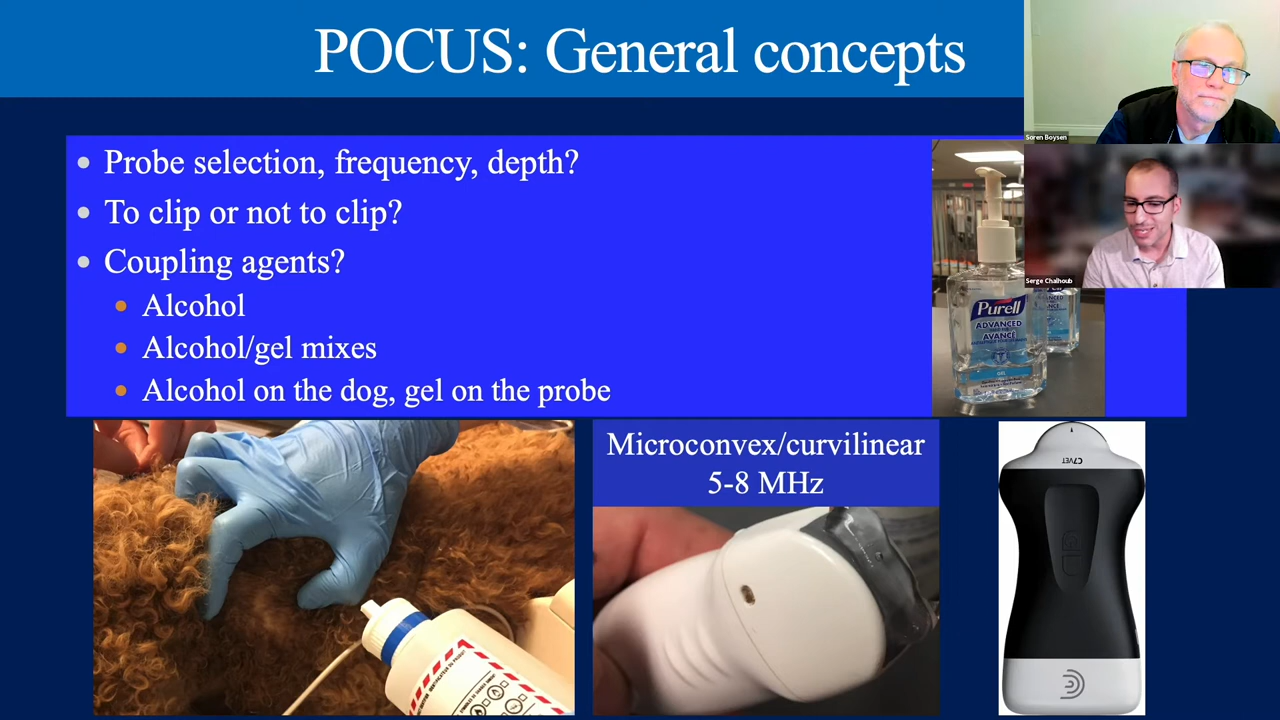 POCUS: General concepts
Soren Boysen
Probe selection, frequency, depth?
To clip or not to clip?
Coupling agents?
Alcohol
Alcohol/gel mixes
Alcohol on the dog, gel on the probe
Serge Chalhoub
Purell
ADVANCED
AVANCÉ
GEL
Microconvex/curvilinear
5-8 MHz
C7VET